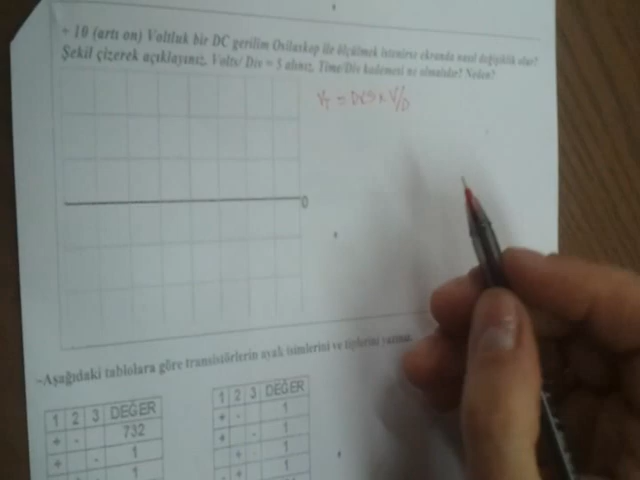 + 10 (artı on) Voltluk bir DC gerilim Osilaskop ile ölçülmek istenirse ekranda nasıl değişiklik olur?
Şekil çizerek açıklayınız. Volts/ Div = 5 alınız. Time/Div kademesi ne olmalıdır? Neden?
= DKS x V/D
0
~Aşağıdaki tablolara göre transistörlerin ayak isimlerini ve tiplerini yazınız.
1 2 3 DEĞER
+ - 732
+ - 1
1
1 2 3 DEĞER
+ - 1
+ - 1
+ - 1
1